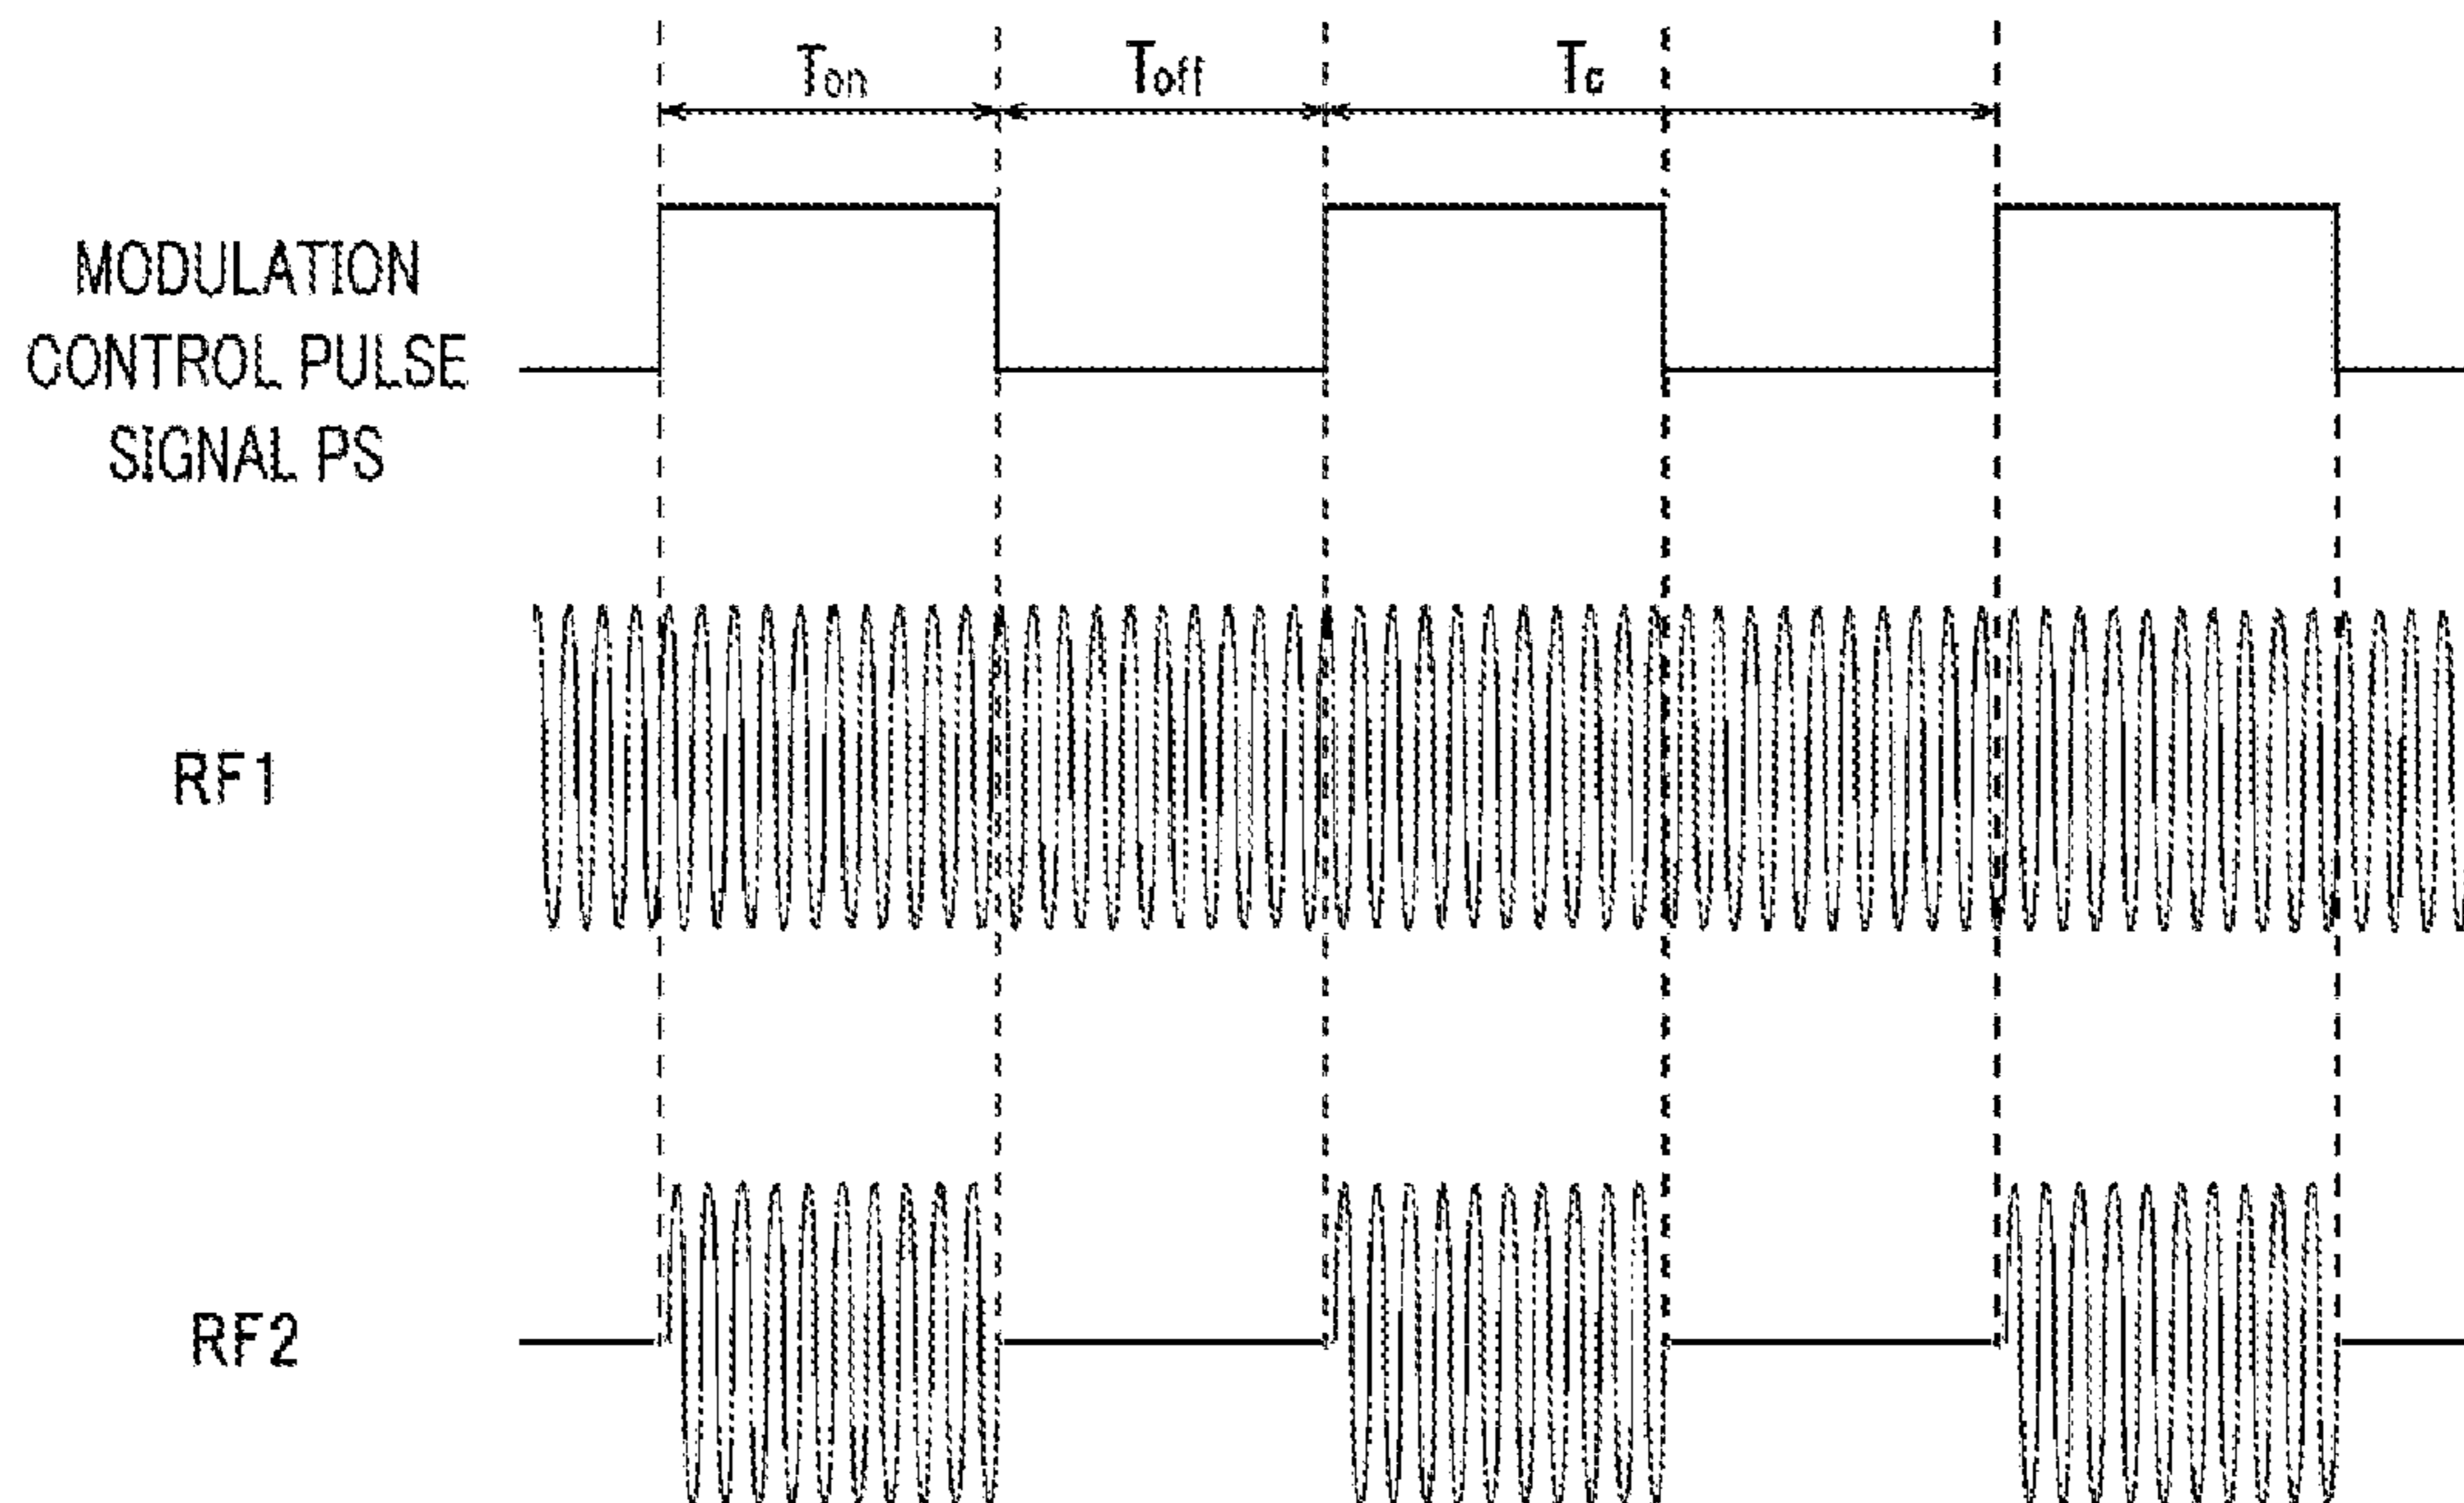 Ton
Toff
Tc
MODULATION
CONTROL PULSE
SIGNAL PS
RF1
RF2